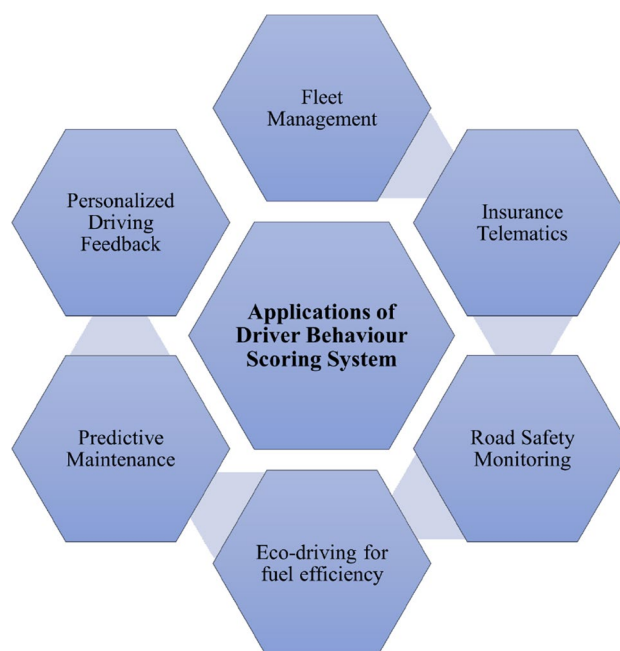 Fleet
Management
Personalized
Driving
Feedback
Insurance
Telematics
Applications of
Driver Behaviour
Scoring System
Predictive
Maintenance
Road Safety
Monitoring
Eco-driving for
fuel efficiency